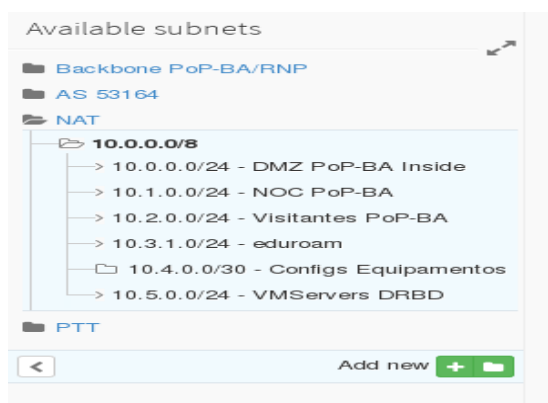 Available subnets
Backbone PoP-BA/RNP
AS 53164
NAT
10.0.0.0/8
10.0.0.0/24 - DMZ PoP-BA Inside
10.1.0.0/24 - NOC PoP-BA
10.2.0.0/24 - Visitantes PoP-BA
10.3.1.0/24 - eduroam
10.4.0.0/30 - Configs Equipamentos
10.5.0.0/24 - VMServers DRBD
PTT
Add new